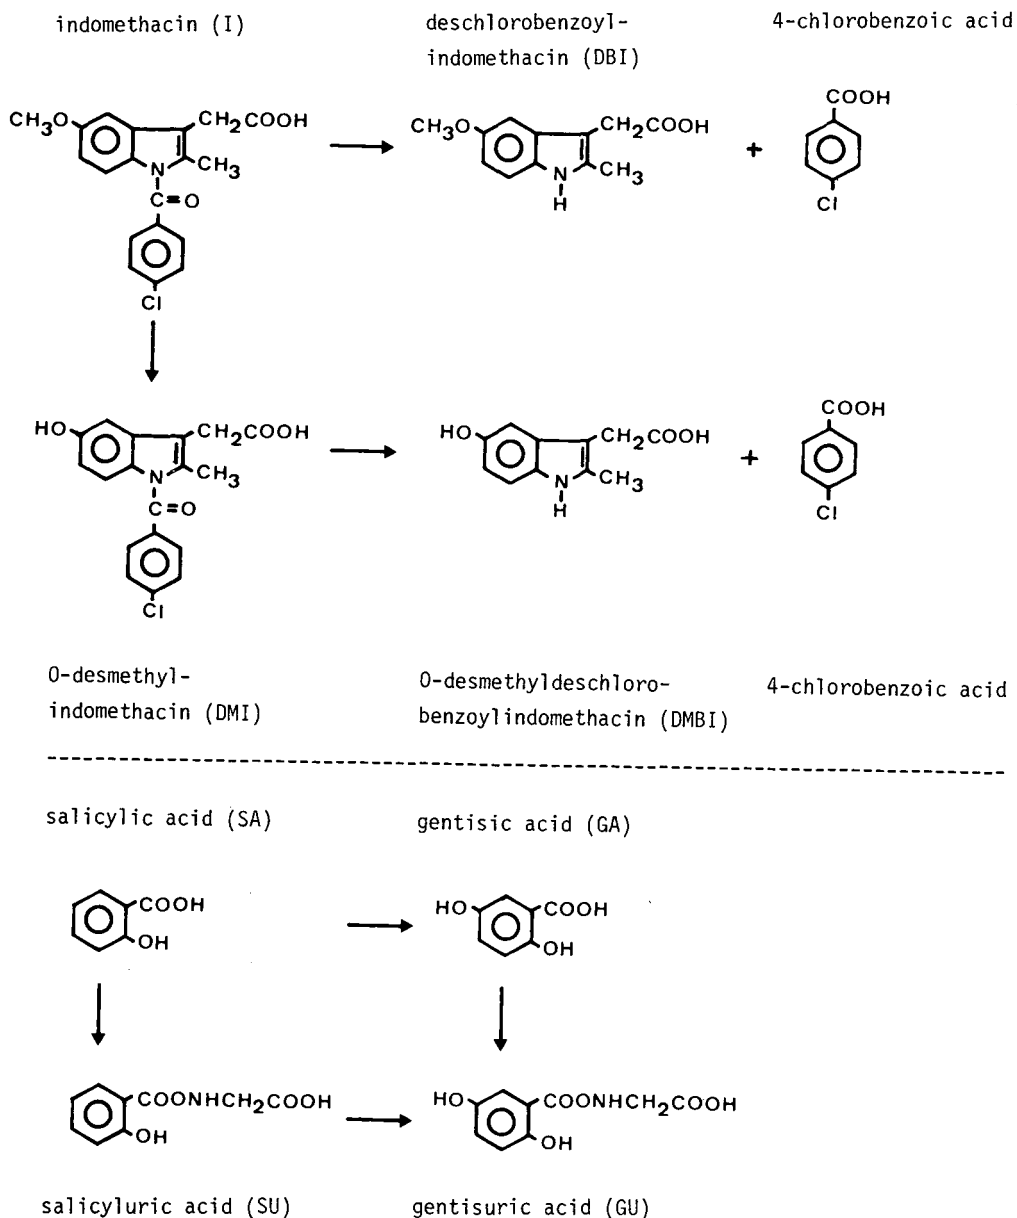 indomethacin (I)
deschlorobenzoyl-
indomethacin (DBI)
4-chlorobenzoic acid
CH3O
CH2COOH
N
CH3
C=O
Cl
CH3O
CH2COOH
N
CH3
H
+
COOH
Cl
HO
CH2COOH
N
CH3
C=O
Cl
HO
CH2COOH
N
CH3
H
+
COOH
Cl
O-desmethyl-
indomethacin (DMI)
O-desmethyldeschloro-
benzoylindomethacin (DMBI)
4-chlorobenzoic acid
salicylic acid (SA)
gentisic acid (GA)
COOH
OH
HO
COOH
OH
COONHCH2COOH
OH
HO
COONHCH2COOH
OH
salicyluric acid (SU)
gentisuric acid (GU)